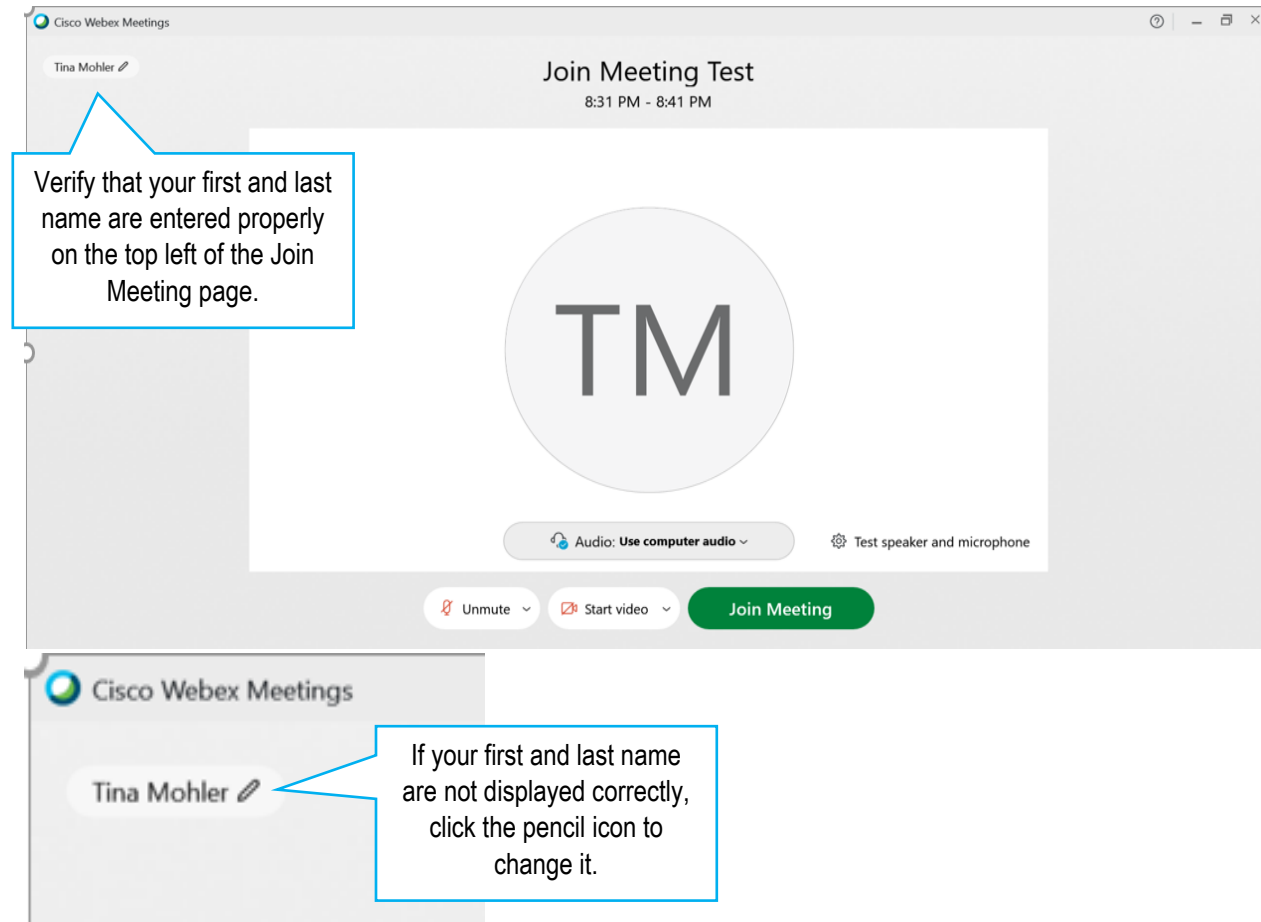 Cisco Webex Meetings
Tina Mohler
Join Meeting Test
8:31 PM - 8:41 PM
Verify that your first and last
name are entered properly
on the top left of the Join
Meeting page.
TM
Audio: Use computer audio
Test speaker and microphone
Unmute
Start video
Join Meeting
Cisco Webex Meetings
Tina Mohler
If your first and last name
are not displayed correctly,
click the pencil icon to
change it.